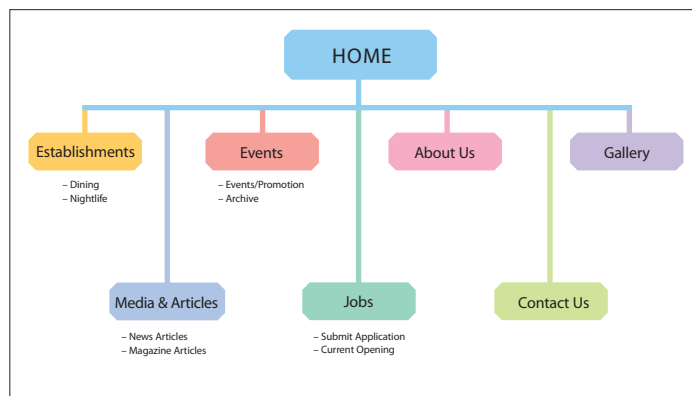 HOME
Establishments
– Dining
– Nightlife
Events
– Events/Promotion
– Archive
About Us
Gallery
Media & Articles
– News Articles
– Magazine Articles
Jobs
– Submit Application
– Current Opening
Contact Us